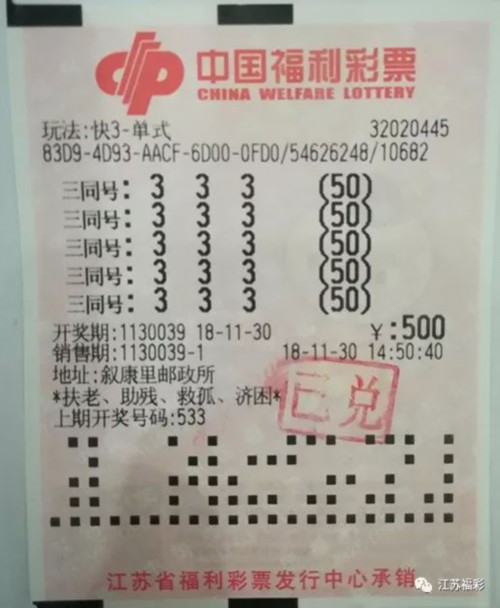 中国福利彩票
CHINA WELFARE LOTTERY
玩法:快3-单式 32020445
83D9-4D93-AACF-6D00-0FD0/54626248/10682
三同号: 3 3 3 (50)
三同号: 3 3 3 (50)
三同号: 3 3 3 (50)
三同号: 3 3 3 (50)
三同号: 3 3 3 (50)
开奖期:1130039 18-11-30 ¥:500
销售期:1130039-1 18-11-30 14:50:40
地址:叙康里邮政所
*扶老、助残、救孤、济困*
上期开奖号码:533
已兑
江苏省福利彩票发行中心承销
江苏福彩